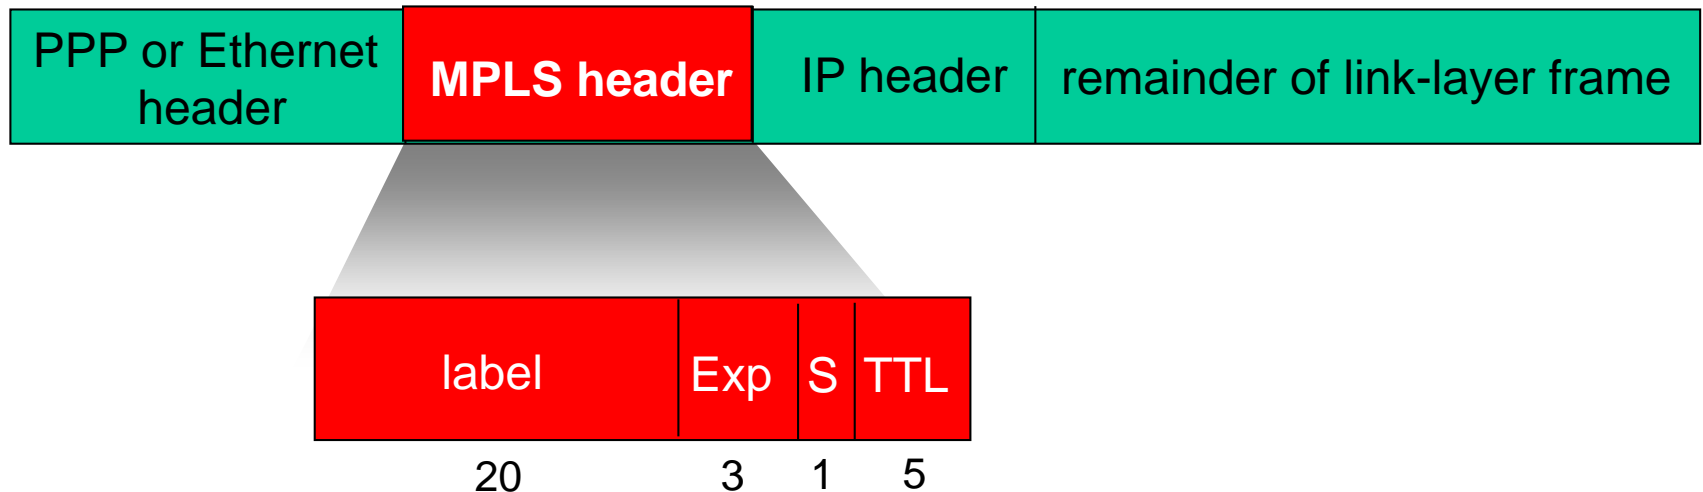 PPP or Ethernet
header
MPLS header
IP header
remainder of link-layer frame
label
Exp
S
TTL
20
3
1
5